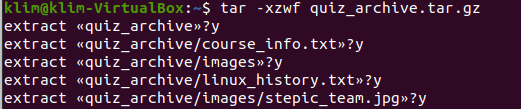 klim@klim-VirtualBox:~$ tar -xzwf quiz_archive.tar.gz
extract «quiz_archive»?y
extract «quiz_archive/course_info.txt»?y
extract «quiz_archive/images»?y
extract «quiz_archive/linux_history.txt»?y
extract «quiz_archive/images/stepic_team.jpg»?y